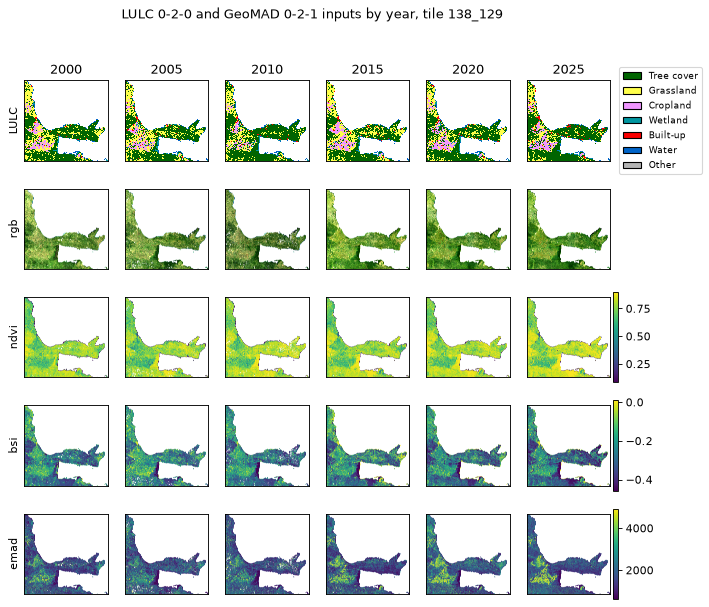 LULC 0-2-0 and GeoMAD 0-2-1 inputs by year, tile 138_129
2000 2005 2010 2015 2020 2025
LULC
Tree cover
Grassland
Cropland
Wetland
Built-up
Water
Other
rgb
ndvi
0.75
0.50
0.25
bsi
0.0
−0.2
−0.4
emad
4000
2000